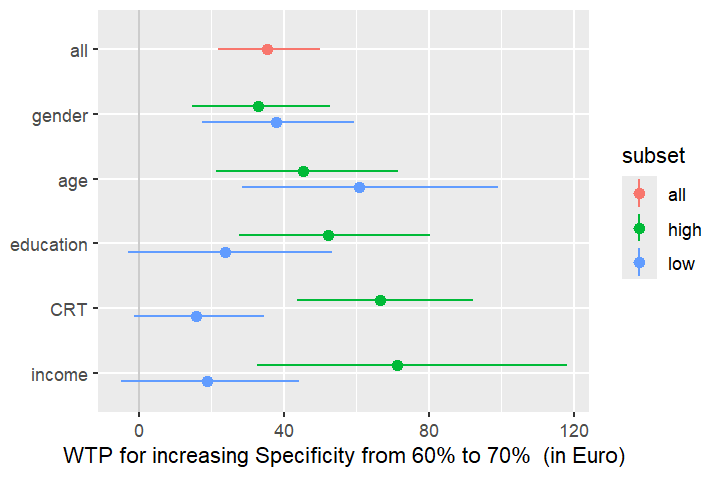 all
gender
age
education
CRT
income
0 40 80 120
WTP for increasing Specificity from 60% to 70%  (in Euro)
subset
all
high
low